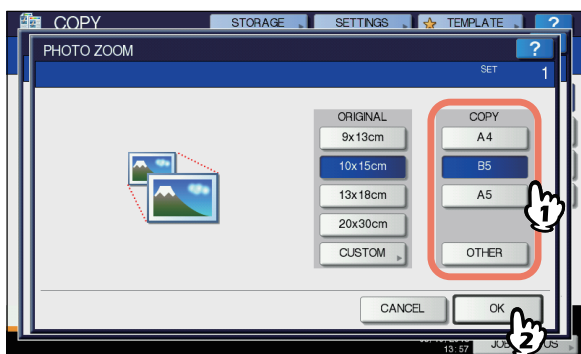 COPY STORAGE SETTINGS TEMPLATE ?
PHOTO ZOOM ?
SET 1
ORIGINAL COPY
9x13cm A4
10x15cm B5
13x18cm A5
20x30cm
CUSTOM OTHER
1
CANCEL OK
2
13:57